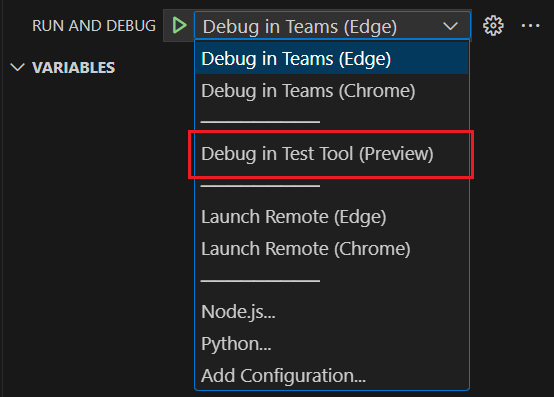 RUN AND DEBUG Debug in Teams (Edge)
Debug in Teams (Edge)
VARIABLES
Debug in Teams (Chrome)
Debug in Test Tool (Preview)
Launch Remote (Edge)
Launch Remote (Chrome)
Node.js...
Python...
Add Configuration...